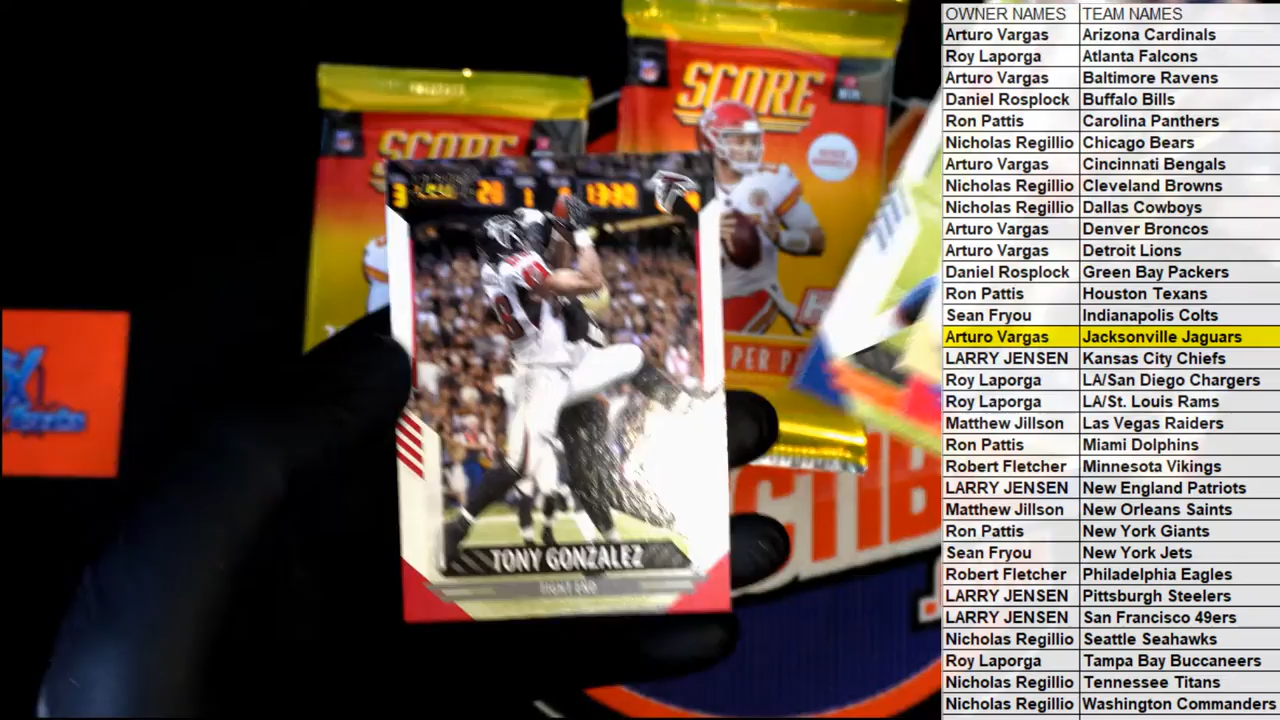 OWNER NAMES TEAM NAMES
Arturo Vargas Arizona Cardinals
Roy Laporga Atlanta Falcons
Arturo Vargas Baltimore Ravens
Daniel Rosplock Buffalo Bills
Ron Pattis Carolina Panthers
Nicholas Regillio Chicago Bears
Arturo Vargas Cincinnati Bengals
Nicholas Regillio Cleveland Browns
Nicholas Regillio Dallas Cowboys
Arturo Vargas Denver Broncos
Arturo Vargas Detroit Lions
Daniel Rosplock Green Bay Packers
Ron Pattis Houston Texans
Sean Fryou Indianapolis Colts
Arturo Vargas Jacksonville Jaguars
LARRY JENSEN Kansas City Chiefs
Roy Laporga LA/San Diego Chargers
Roy Laporga LA/St. Louis Rams
Matthew Jillson Las Vegas Raiders
Ron Pattis Miami Dolphins
Robert Fletcher Minnesota Vikings
LARRY JENSEN New England Patriots
Matthew Jillson New Orleans Saints
Ron Pattis New York Giants
Sean Fryou New York Jets
Robert Fletcher Philadelphia Eagles
LARRY JENSEN Pittsburgh Steelers
LARRY JENSEN San Francisco 49ers
Nicholas Regillio Seattle Seahawks
Roy Laporga Tampa Bay Buccaneers
Nicholas Regillio Tennessee Titans
Nicholas Regillio Washington Commanders
SCORE
SCORE
PER PA
TONY GONZALEZ
TIGHT END